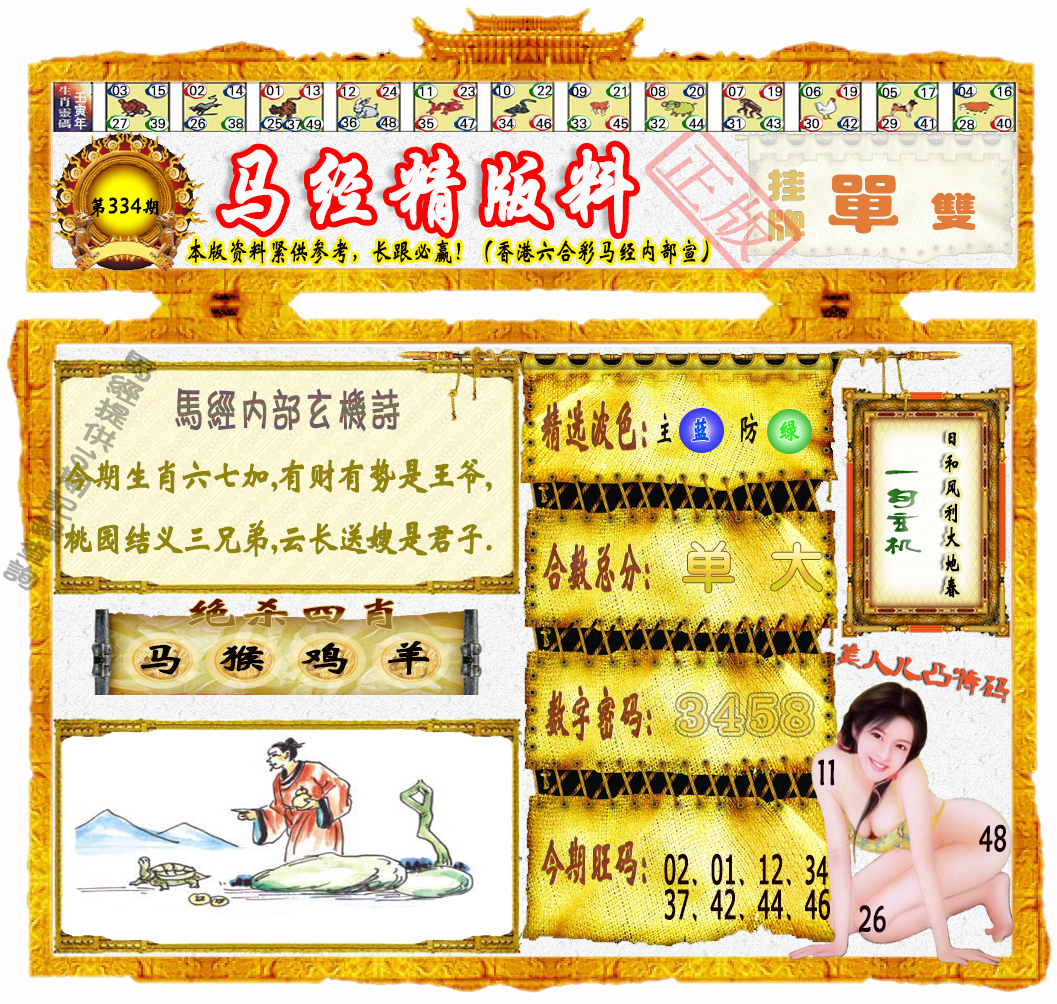 生肖靈碼 壬寅年
03 15 27 39
02 14 26 38
01 13 25 37 49
12 24 36 48
11 23 35 47
10 22 34 46
09 21 33 45
08 20 32 44
07 19 31 43
06 19 30 42
05 17 29 41
04 16 28 40
第334期
马经精版料
正版
挂牌 單 雙
本版资料紧供参考，长跟必赢！（香港六合彩马经内部宣）
馬經内部玄機詩
今期生肖六七加,有财有势是王爷,
桃园结义三兄弟,云长送嫂是君子.
绝杀四肖
马 猴 鸡 羊
精选波色: 主 蓝 防 绿
合数总分: 单 大
数字密码: 3458
今期旺码: 02、01、12、34
37、42、44、46
一句玄机
日和风利大地春
美人儿凸特码
11
48
26